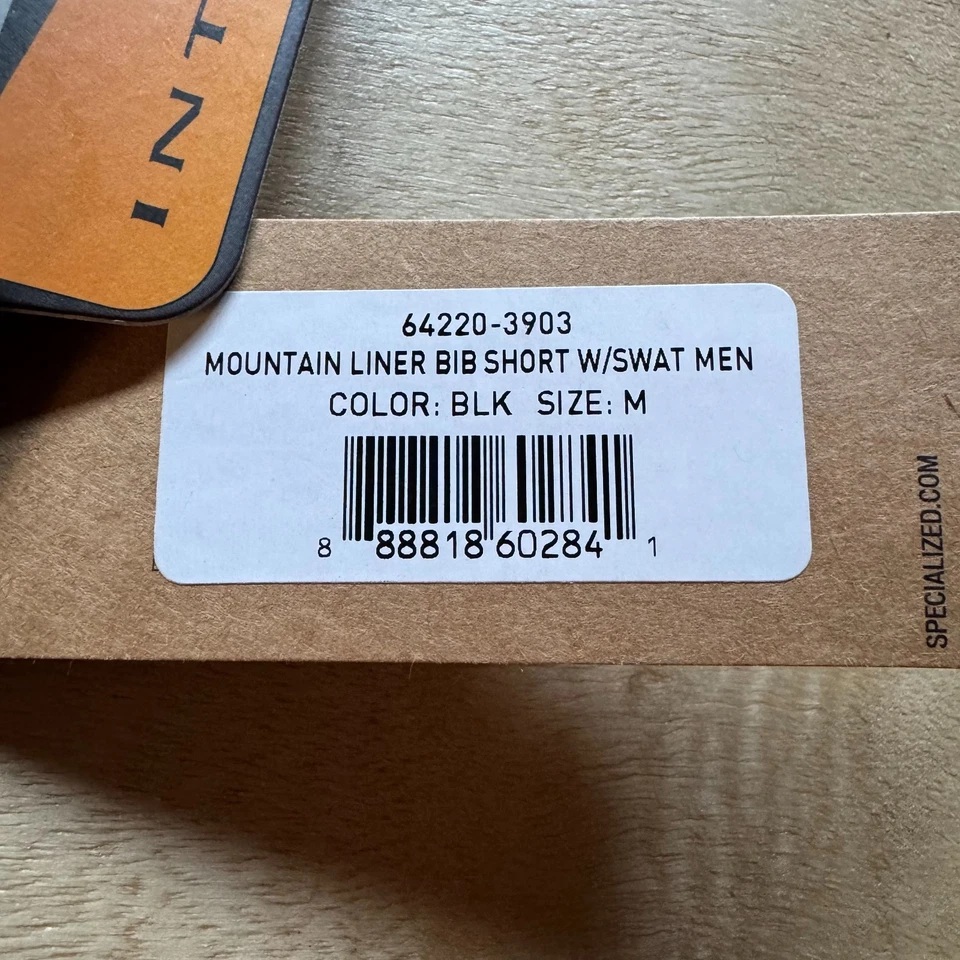 INT
64220-3903
MOUNTAIN LINER BIB SHORT W/SWAT MEN
COLOR: BLK SIZE: M
8 88818 60284 1
SPECIALIZED.COM